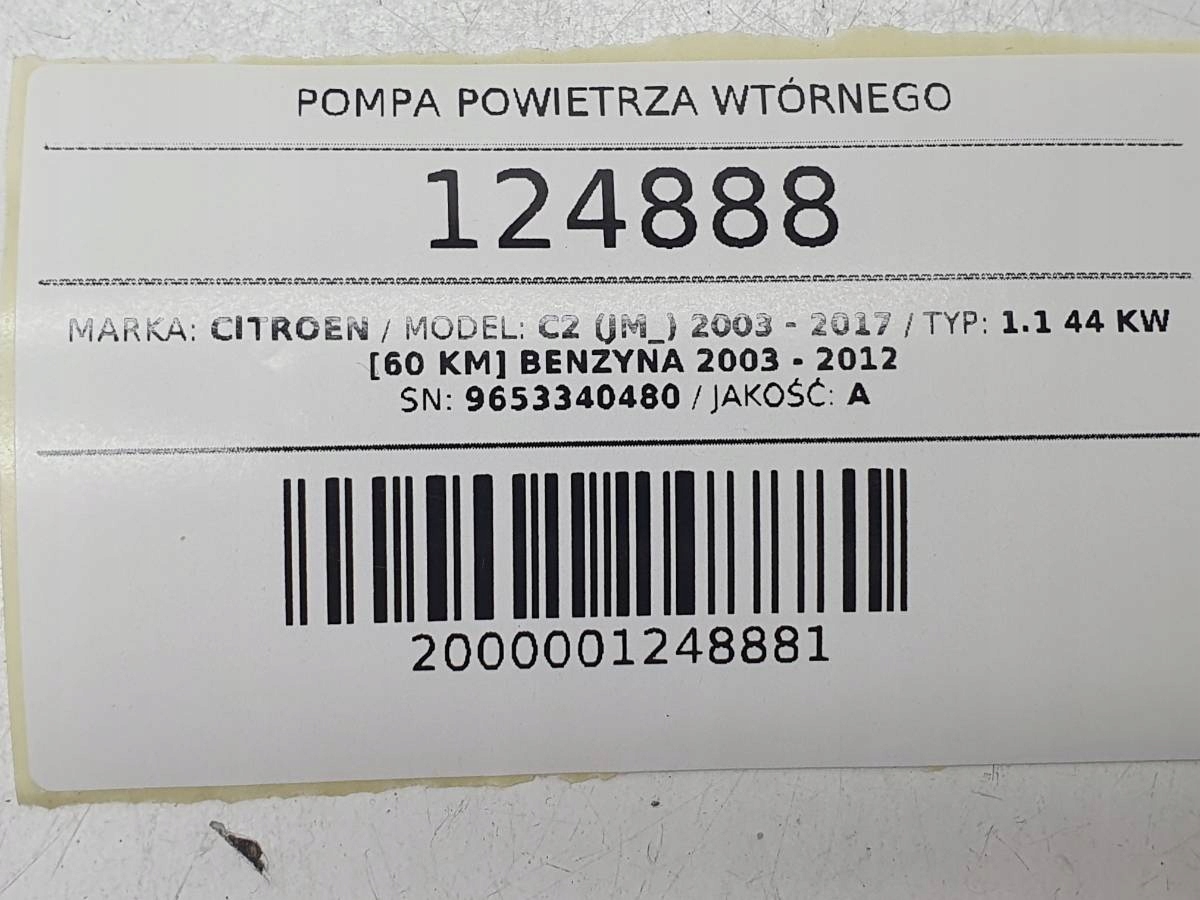 POMPA POWIETRZA WTÓRNEGO
124888
MARKA: CITROEN / MODEL: C2 (JM_) 2003 - 2017 / TYP: 1.1 44 KW
[60 KM] BENZYNA 2003 - 2012
SN: 9653340480 / JAKOŚĆ: A
2000001248881